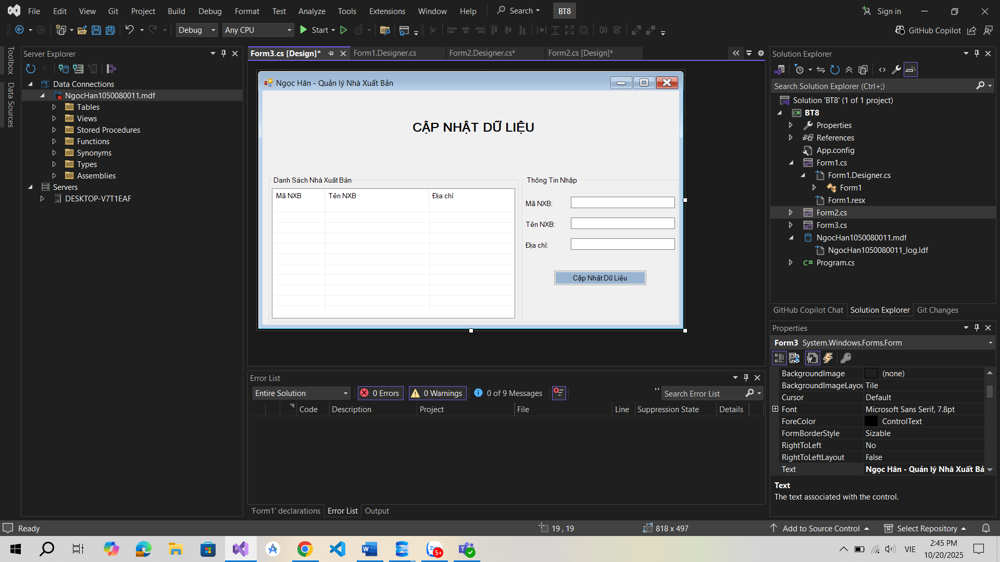 File Edit View Git Project Build Debug Format Test Analyze Tools Extensions Window Help Search BT8 Sign in
Debug Any CPU Start GitHub Copilot
Toolbox
Data Sources
Server Explorer
Data Connections
NgocHan1050080011.mdf
Tables
Views
Stored Procedures
Functions
Synonyms
Types
Assemblies
Servers
DESKTOP-V7T1EAF
Form3.cs [Design]* Form1.Designer.cs Form2.Designer.cs* Form2.cs [Design]*
Ngọc Hân - Quản lý Nhà Xuất Bản
CẬP NHẬT DỮ LIỆU
Danh Sách Nhà Xuất Bản
Mã NXB Tên NXB Địa chỉ
Thông Tin Nhập
Mã NXB:
Tên NXB:
Địa chỉ:
Cập Nhật Dữ Liệu
Error List
Entire Solution 0 Errors 0 Warnings 0 of 9 Messages Search Error List
Code Description Project File Line Suppression State Details
'Form1' declarations Error List Output
Solution Explorer
Search Solution Explorer (Ctrl+;)
Solution 'BT8' (1 of 1 project)
BT8
Properties
References
App.config
Form1.cs
Form1.Designer.cs
Form1
Form1.resx
Form2.cs
Form3.cs
NgocHan1050080011.mdf
NgocHan1050080011_log.ldf
Program.cs
GitHub Copilot Chat Solution Explorer Git Changes
Properties
Form3 System.Windows.Forms.Form
BackgroundImage (none)
BackgroundImageLayou Tile
Cursor Default
Font Microsoft Sans Serif, 7.8pt
ForeColor ControlText
FormBorderStyle Sizable
RightToLeft No
RightToLeftLayout False
Text Ngọc Hân - Quản lý Nhà Xuất Bả
Text
The text associated with the control.
Ready 19 , 19 818 x 497 Add to Source Control Select Repository
5+
VIE
2:45 PM
10/20/2025